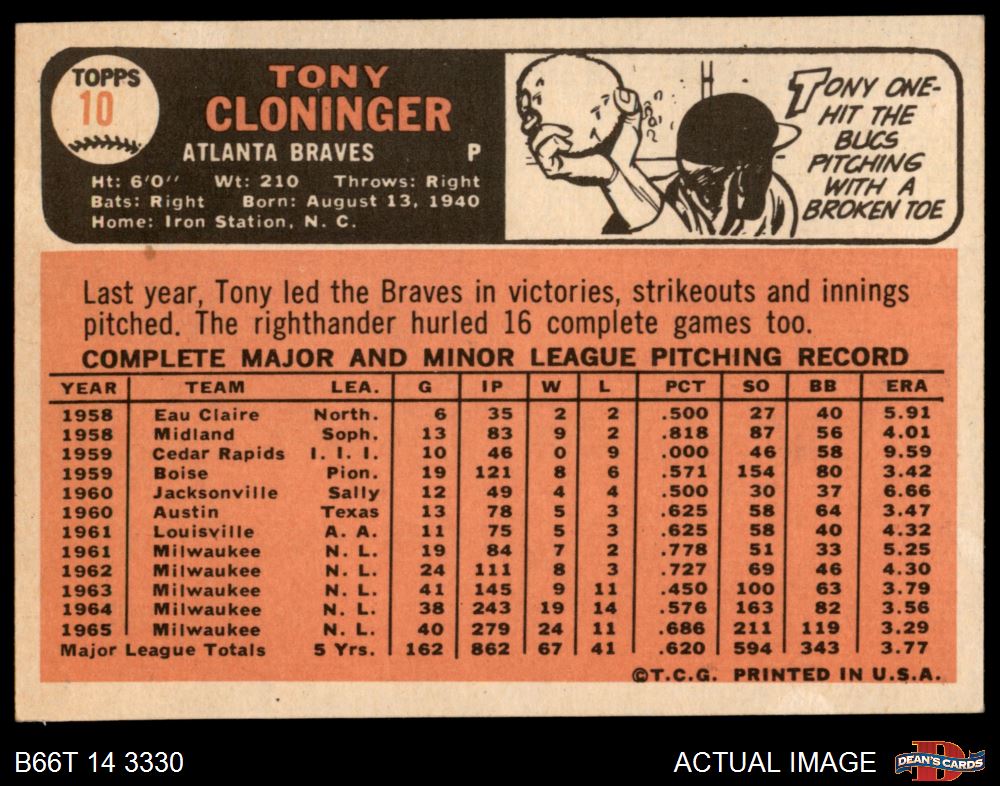 TOPPS
10
TONY
CLONINGER
ATLANTA BRAVES P
Ht: 6'0'' Wt: 210 Throws: Right
Bats: Right Born: August 13, 1940
Home: Iron Station, N. C.
TONY ONE-
HIT THE
BUCS
PITCHING
WITH A
BROKEN TOE
Last year, Tony led the Braves in victories, strikeouts and innings
pitched. The righthander hurled 16 complete games too.
COMPLETE MAJOR AND MINOR LEAGUE PITCHING RECORD
YEAR TEAM LEA. G IP W L PCT SO BB ERA
1958 Eau Claire North. 6 35 2 2 .500 27 40 5.91
1958 Midland Soph. 13 83 9 2 .818 87 56 4.01
1959 Cedar Rapids I. I. I. 10 46 0 9 .000 46 58 9.59
1959 Boise Pion. 19 121 8 6 .571 154 80 3.42
1960 Jacksonville Sally 12 49 4 4 .500 30 37 6.66
1960 Austin Texas 13 78 5 3 .625 58 64 3.47
1961 Louisville A. A. 11 75 5 3 .625 58 40 4.32
1961 Milwaukee N. L. 19 84 7 2 .778 51 33 5.25
1962 Milwaukee N. L. 24 111 8 3 .727 69 46 4.30
1963 Milwaukee N. L. 41 145 9 11 .450 100 63 3.79
1964 Milwaukee N. L. 38 243 19 14 .576 163 82 3.56
1965 Milwaukee N. L. 40 279 24 11 .686 211 119 3.29
Major League Totals 5 Yrs. 162 862 67 41 .620 594 343 3.77
©T.C.G. PRINTED IN U.S.A.
B66T 14 3330 ACTUAL IMAGE DEAN'S CARDS